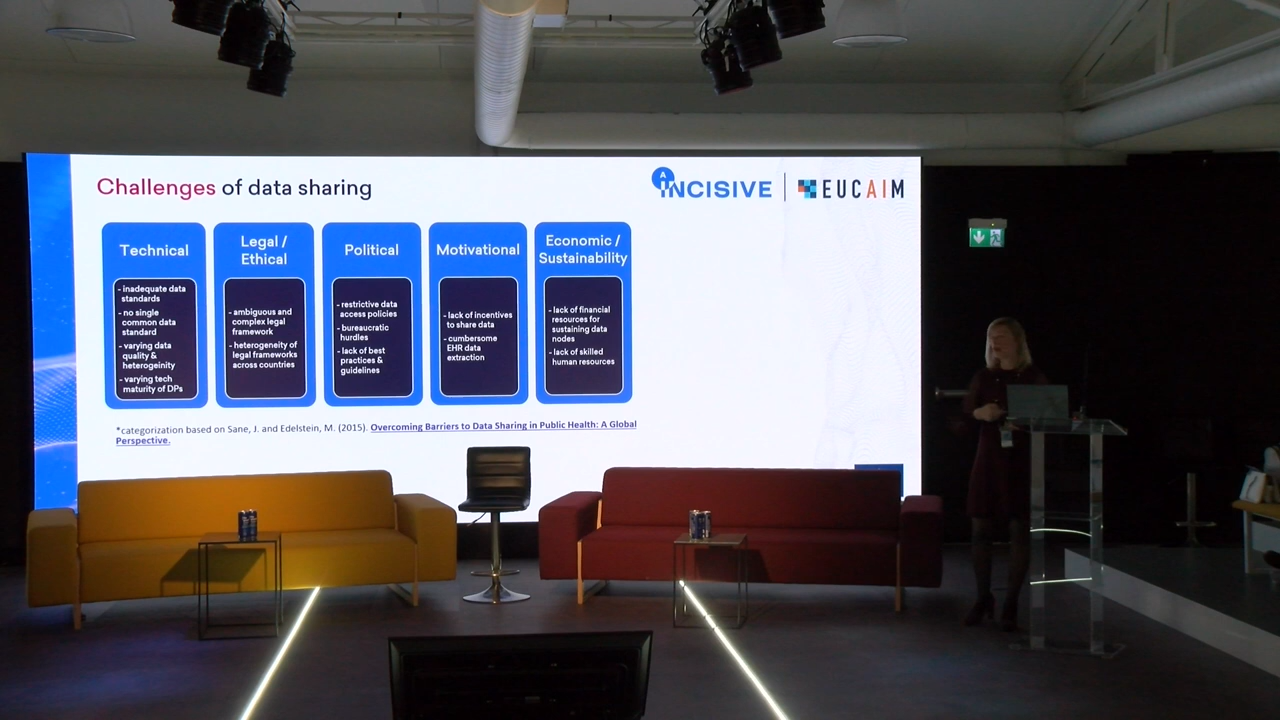 Challenges of data sharing
AI
INCISIVE
EUCAIM
Technical
- inadequate data
standards
- no single
common data
standard
- varying data
quality &
heterogeinity
- varying tech
maturity of DPs
Legal /
Ethical
- ambiguous and
complex legal
framework
- heterogeneity of
legal frameworks
across countries
Political
- restrictive data
access policies
- bureaucratic
hurdles
- lack of best
practices &
guidelines
Motivational
- lack of incentives
to share data
- cumbersome
EHR data
extraction
Economic /
Sustainability
- lack of financial
resources for
sustaining data
nodes
- lack of skilled
human resources
*categorization based on Sane, J. and Edelstein, M. (2015). Overcoming Barriers to Data Sharing in Public Health: A Global
Perspective.